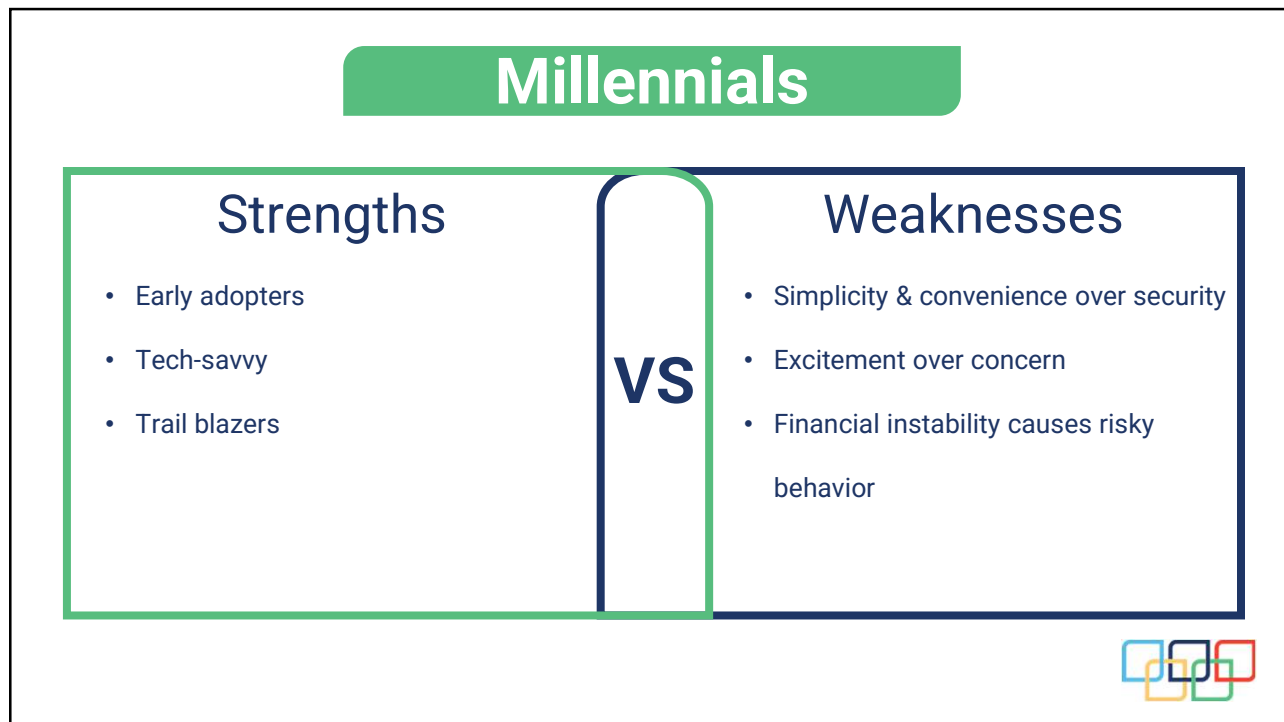 Millennials
Strengths
• Early adopters
• Tech-savvy
• Trail blazers
VS
Weaknesses
• Simplicity & convenience over security
• Excitement over concern
• Financial instability causes risky
behavior